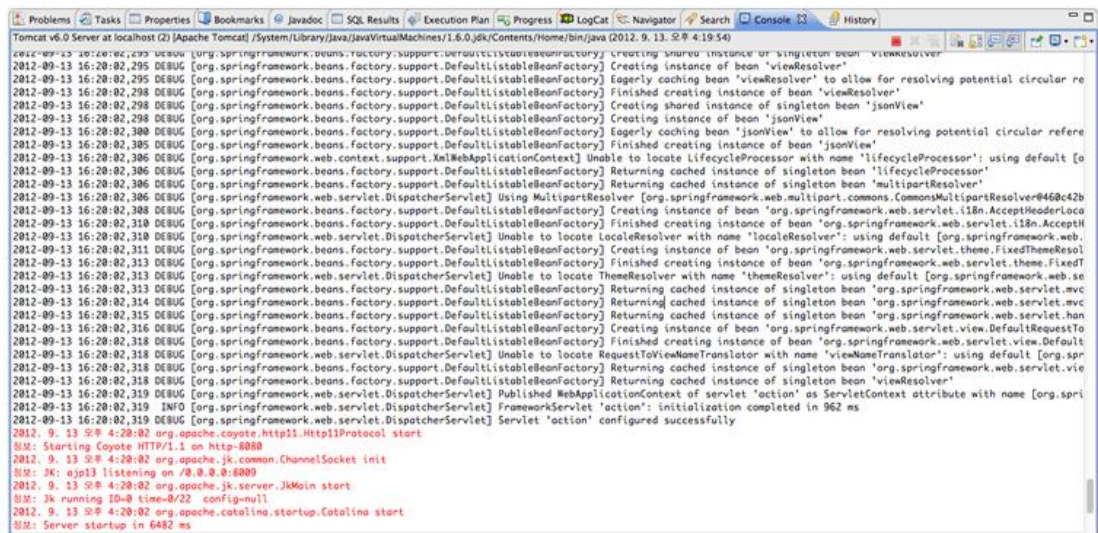 Problems Tasks Properties Bookmarks @ Javadoc SQL Results Execution Plan Progress LogCat Navigator Search Console History
Tomcat v6.0 Server at localhost (2) [Apache Tomcat] /System/Library/Java/JavaVirtualMachines/1.6.0.jdk/Contents/Home/bin/java (2012. 9. 13. 오후 4:19:54)
2012-09-13 16:20:02,295 DEBUG [org.springframework.beans.factory.support.DefaultListableBeanFactory] Creating shared instance of singleton bean 'viewResolver'
2012-09-13 16:20:02,295 DEBUG [org.springframework.beans.factory.support.DefaultListableBeanFactory] Creating instance of bean 'viewResolver'
2012-09-13 16:20:02,295 DEBUG [org.springframework.beans.factory.support.DefaultListableBeanFactory] Eagerly caching bean 'viewResolver' to allow for resolving potential circular re
2012-09-13 16:20:02,298 DEBUG [org.springframework.beans.factory.support.DefaultListableBeanFactory] Finished creating instance of bean 'viewResolver'
2012-09-13 16:20:02,298 DEBUG [org.springframework.beans.factory.support.DefaultListableBeanFactory] Creating shared instance of singleton bean 'jsonView'
2012-09-13 16:20:02,298 DEBUG [org.springframework.beans.factory.support.DefaultListableBeanFactory] Creating instance of bean 'jsonView'
2012-09-13 16:20:02,300 DEBUG [org.springframework.beans.factory.support.DefaultListableBeanFactory] Eagerly caching bean 'jsonView' to allow for resolving potential circular refere
2012-09-13 16:20:02,305 DEBUG [org.springframework.beans.factory.support.DefaultListableBeanFactory] Finished creating instance of bean 'jsonView'
2012-09-13 16:20:02,306 DEBUG [org.springframework.web.context.support.XmlWebApplicationContext] Unable to locate LifecycleProcessor with name 'lifecycleProcessor': using default [o
2012-09-13 16:20:02,306 DEBUG [org.springframework.beans.factory.support.DefaultListableBeanFactory] Returning cached instance of singleton bean 'lifecycleProcessor'
2012-09-13 16:20:02,306 DEBUG [org.springframework.beans.factory.support.DefaultListableBeanFactory] Returning cached instance of singleton bean 'multipartResolver'
2012-09-13 16:20:02,306 DEBUG [org.springframework.web.servlet.DispatcherServlet] Using MultipartResolver [org.springframework.web.multipart.commons.CommonsMultipartResolver@460c42b
2012-09-13 16:20:02,308 DEBUG [org.springframework.beans.factory.support.DefaultListableBeanFactory] Creating instance of bean 'org.springframework.web.servlet.i18n.AcceptHeaderLoca
2012-09-13 16:20:02,310 DEBUG [org.springframework.beans.factory.support.DefaultListableBeanFactory] Finished creating instance of bean 'org.springframework.web.servlet.i18n.AcceptH
2012-09-13 16:20:02,310 DEBUG [org.springframework.web.servlet.DispatcherServlet] Unable to locate LocaleResolver with name 'localeResolver': using default [org.springframework.web.
2012-09-13 16:20:02,311 DEBUG [org.springframework.beans.factory.support.DefaultListableBeanFactory] Creating instance of bean 'org.springframework.web.servlet.theme.FixedThemeResol
2012-09-13 16:20:02,313 DEBUG [org.springframework.beans.factory.support.DefaultListableBeanFactory] Finished creating instance of bean 'org.springframework.web.servlet.theme.FixedT
2012-09-13 16:20:02,313 DEBUG [org.springframework.web.servlet.DispatcherServlet] Unable to locate ThemeResolver with name 'themeResolver': using default [org.springframework.web.se
2012-09-13 16:20:02,313 DEBUG [org.springframework.beans.factory.support.DefaultListableBeanFactory] Returning cached instance of singleton bean 'org.springframework.web.servlet.mvc
2012-09-13 16:20:02,314 DEBUG [org.springframework.beans.factory.support.DefaultListableBeanFactory] Returning cached instance of singleton bean 'org.springframework.web.servlet.mvc
2012-09-13 16:20:02,315 DEBUG [org.springframework.beans.factory.support.DefaultListableBeanFactory] Returning cached instance of singleton bean 'org.springframework.web.servlet.han
2012-09-13 16:20:02,316 DEBUG [org.springframework.beans.factory.support.DefaultListableBeanFactory] Creating instance of bean 'org.springframework.web.servlet.view.DefaultRequestTo
2012-09-13 16:20:02,318 DEBUG [org.springframework.beans.factory.support.DefaultListableBeanFactory] Finished creating instance of bean 'org.springframework.web.servlet.view.Default
2012-09-13 16:20:02,318 DEBUG [org.springframework.web.servlet.DispatcherServlet] Unable to locate RequestToViewNameTranslator with name 'viewNameTranslator': using default [org.spr
2012-09-13 16:20:02,318 DEBUG [org.springframework.beans.factory.support.DefaultListableBeanFactory] Returning cached instance of singleton bean 'org.springframework.web.servlet.vie
2012-09-13 16:20:02,318 DEBUG [org.springframework.beans.factory.support.DefaultListableBeanFactory] Returning cached instance of singleton bean 'viewResolver'
2012-09-13 16:20:02,319 DEBUG [org.springframework.web.servlet.DispatcherServlet] Published WebApplicationContext of servlet 'action' as ServletContext attribute with name [org.spri
2012-09-13 16:20:02,319 INFO [org.springframework.web.servlet.DispatcherServlet] FrameworkServlet 'action': initialization completed in 962 ms
2012-09-13 16:20:02,319 DEBUG [org.springframework.web.servlet.DispatcherServlet] Servlet 'action' configured successfully
2012. 9. 13 오후 4:20:02 org.apache.coyote.http11.Http11Protocol start
정보: Starting Coyote HTTP/1.1 on http-8080
2012. 9. 13 오후 4:20:02 org.apache.jk.common.ChannelSocket init
정보: JK: ajp13 listening on /0.0.0.0:8009
2012. 9. 13 오후 4:20:02 org.apache.jk.server.JkMain start
정보: Jk running ID=0 time=0/22 config=null
2012. 9. 13 오후 4:20:02 org.apache.catalina.startup.Catalina start
정보: Server startup in 6482 ms